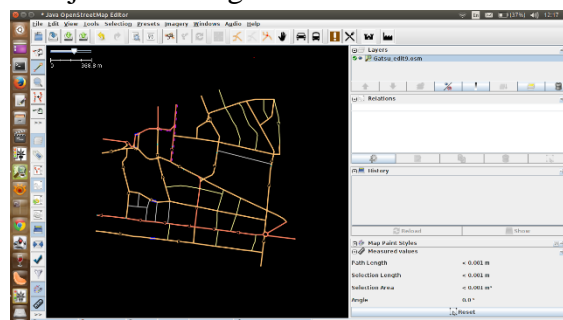 * Java OpenStreetMap Editor
(37%)
12:17
File Edit View Tools Selection Presets Imagery Windows Audio Help
0
Layers
Gatsu_edit9.osm
Relations
History
Reload
Show
Map Paint Styles
Measured values
Path Length < 0.001 m
Selection Length < 0.001 m
Selection Area < 0.001 m²
Angle 0.0 °
Reset